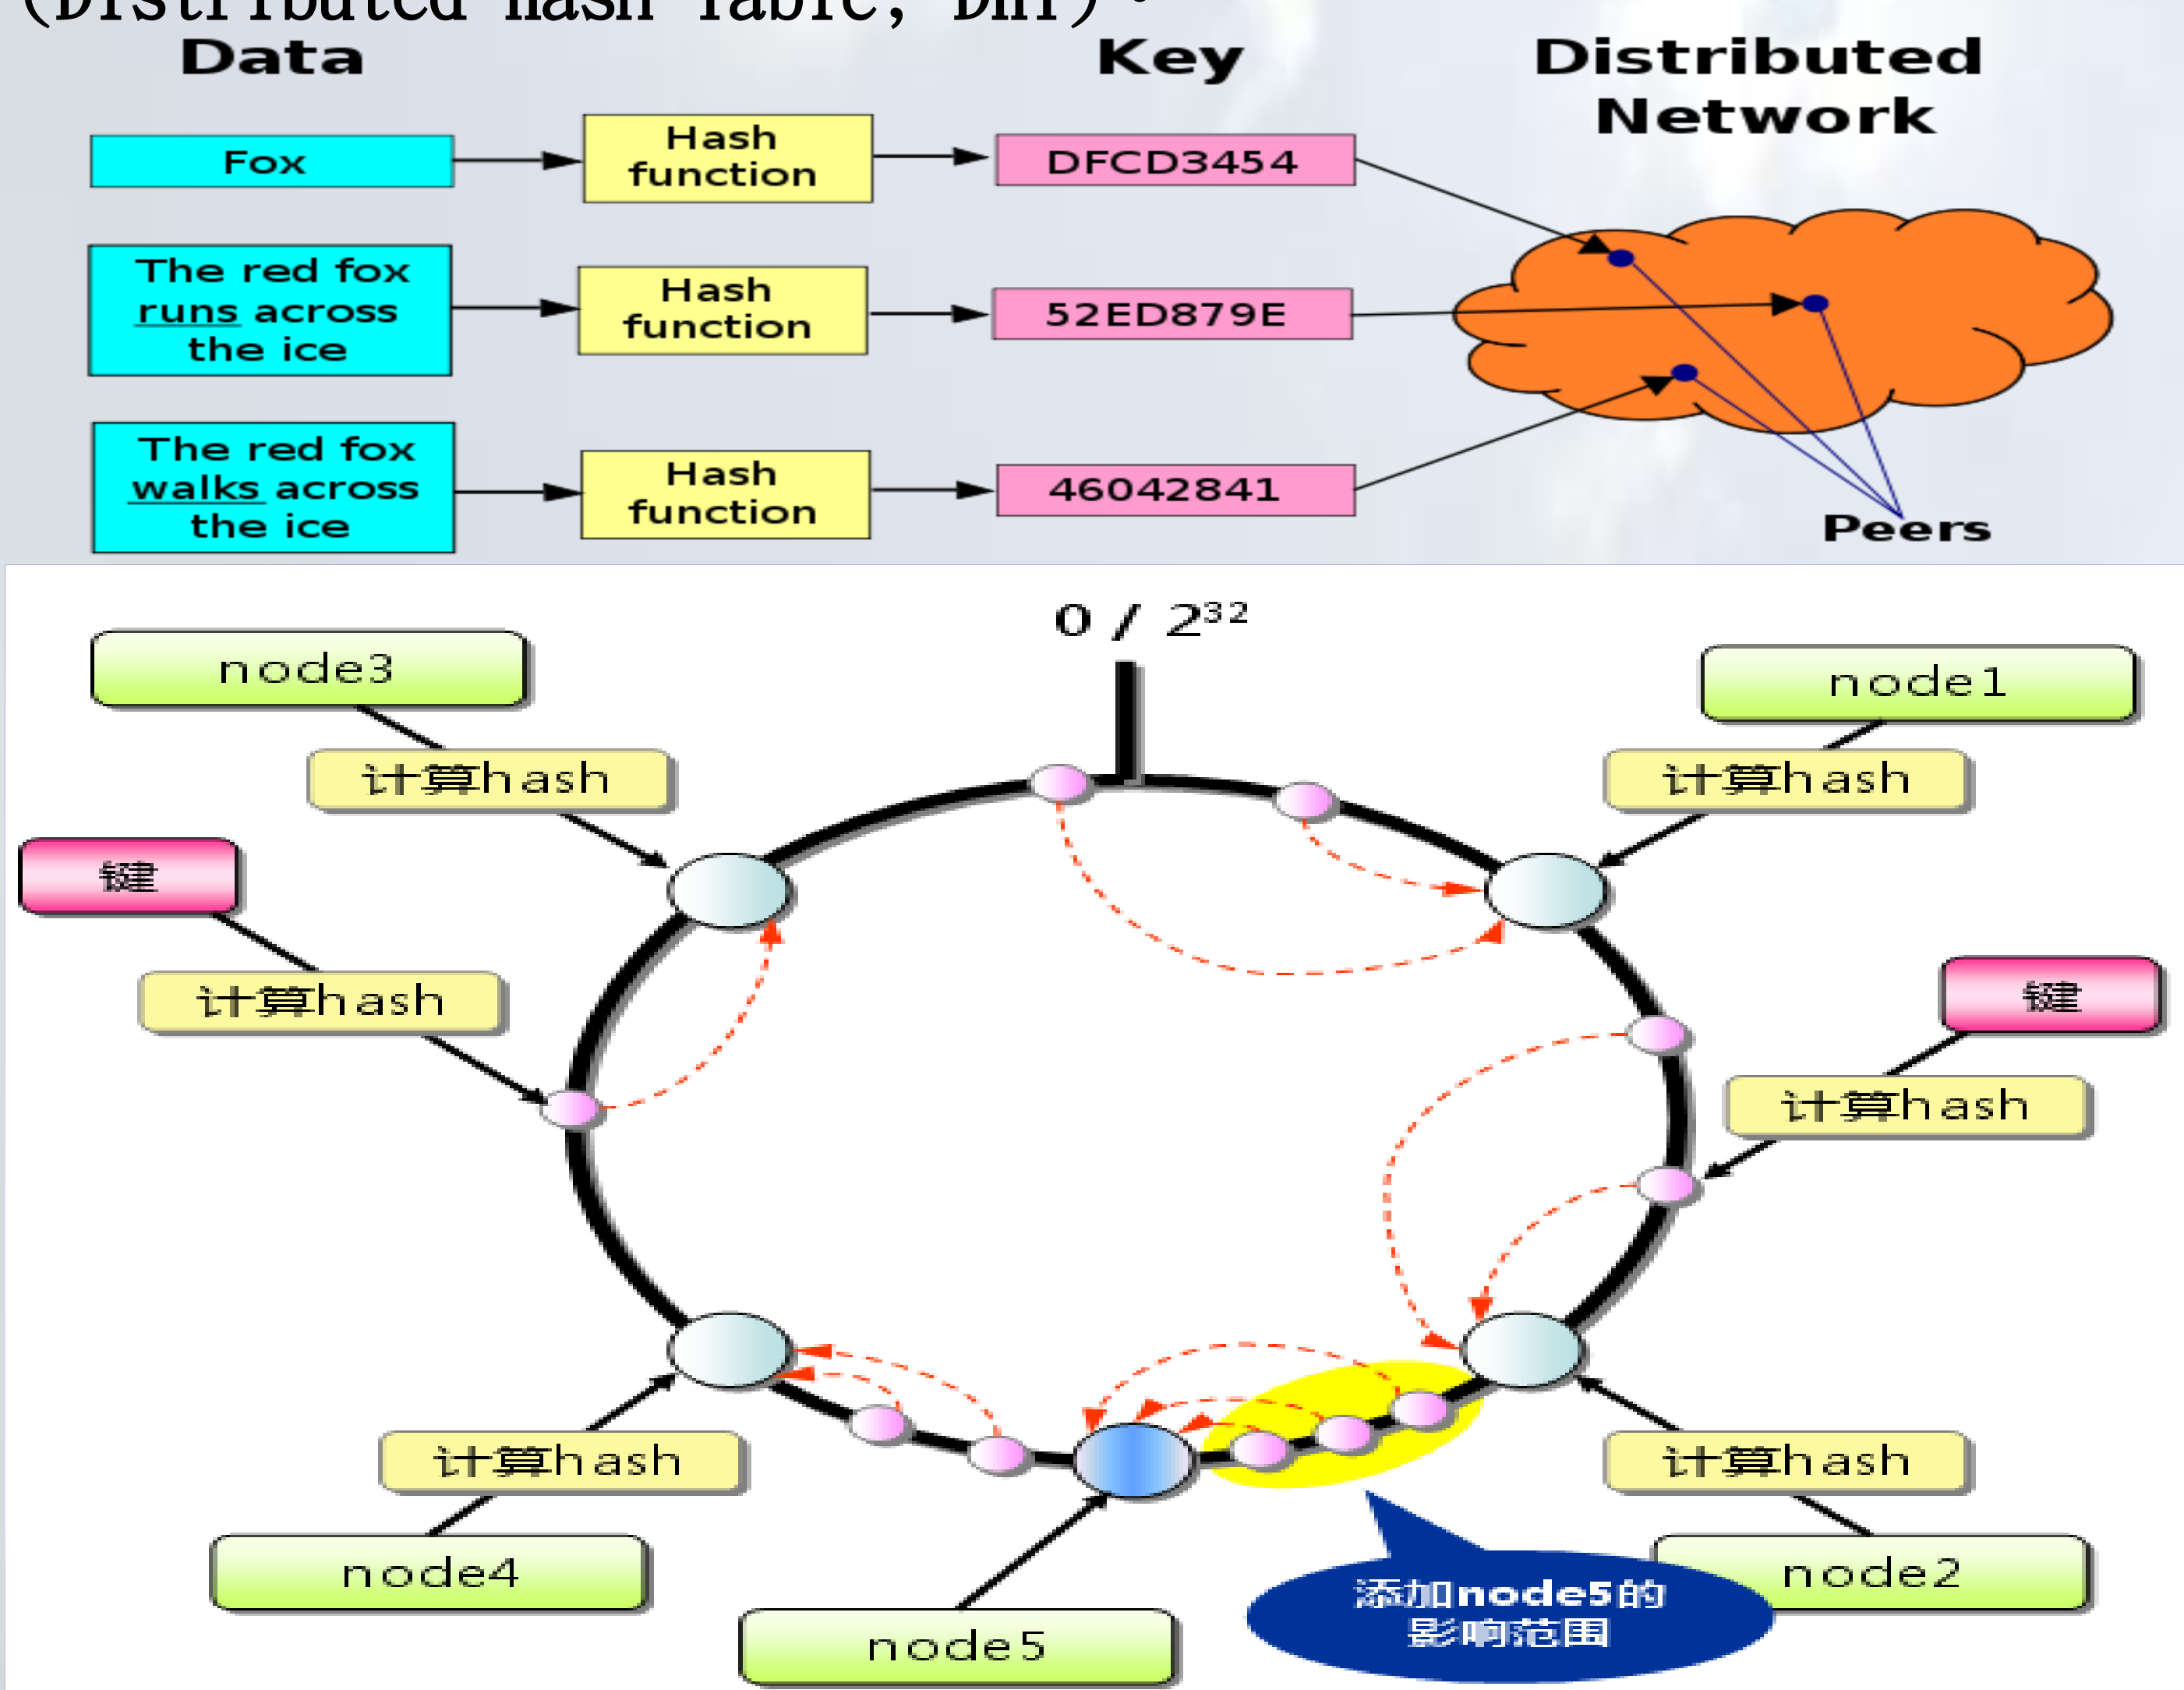 (Distributed Hash Table, DHT)。
Data
Key
Distributed
Network
Fox
Hash
function
DFCD3454
The red fox
runs across
the ice
Hash
function
52ED879E
The red fox
walks across
the ice
Hash
function
46042841
Peers
0 / 2³²
node3
node1
计算hash
计算hash
键
键
计算hash
计算hash
计算hash
计算hash
node4
node2
添加node5的
影响范围
node5